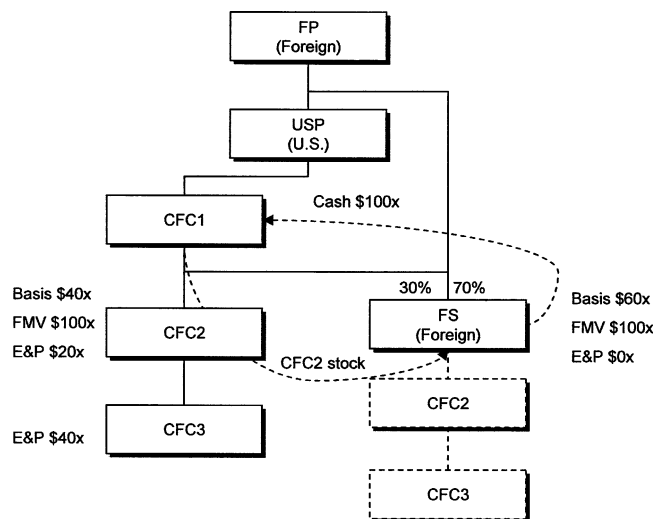 FP
(Foreign)
USP
(U.S.)
Cash $100x
CFC1
30% 70%
Basis $40x
FMV $100x
E&P $20x
CFC2
FS
(Foreign)
Basis $60x
FMV $100x
E&P $0x
CFC2 stock
CFC2
E&P $40x
CFC3
CFC3